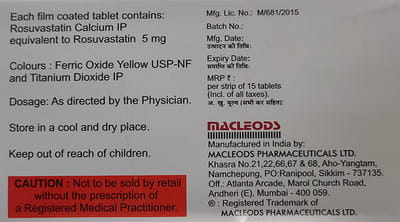 Each film coated tablet contains:
Rosuvastatin Calcium IP
equivalent to Rosuvastatin 5 mg
Colours : Ferric Oxide Yellow USP-NF
and Titanium Dioxide IP
Dosage: As directed by the Physician.
Store in a cool and dry place.
Keep out of reach of children.
CAUTION : Not to be sold by retail
without the prescription of
a Registered Medical Practitioner.
Mfg. Lic. No.: M/681/2015
Batch No.:
Mfg. Date:
उत्पादन की तिथि:
Expiry Date:
समाप्ति की तिथि:
MRP ₹ :
per strip of 15 tablets
(Incl. of all taxes).
अ. खु. मूल्य (सभी कर सहित):
MACLEODS
Manufactured in India by:
MACLEODS PHARMACEUTICALS LTD.
Khasra No.21,22,66,67 & 68, Aho-Yangtam,
Namchepung, PO:Ranipool, Sikkim - 737135.
Off.: Atlanta Arcade, Marol Church Road,
Andheri (E), Mumbai - 400 059.
® : Registered Trademark of
MACLEODS PHARMACEUTICALS LTD.